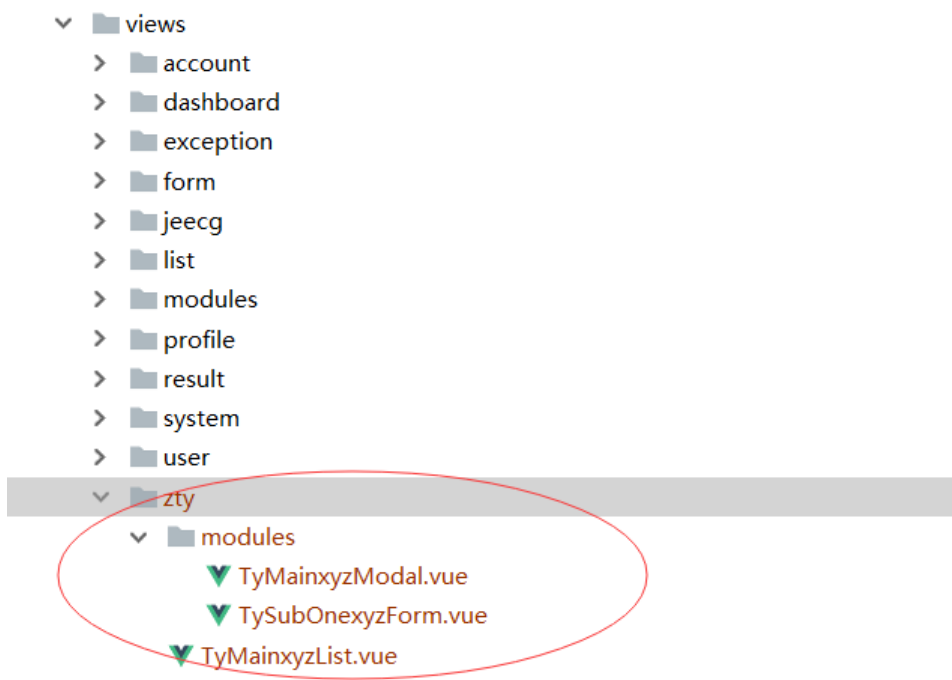 views
account
dashboard
exception
form
jeecg
list
modules
profile
result
system
user
zty
modules
TyMainxyzModal.vue
TySubOnexyzForm.vue
TyMainxyzList.vue